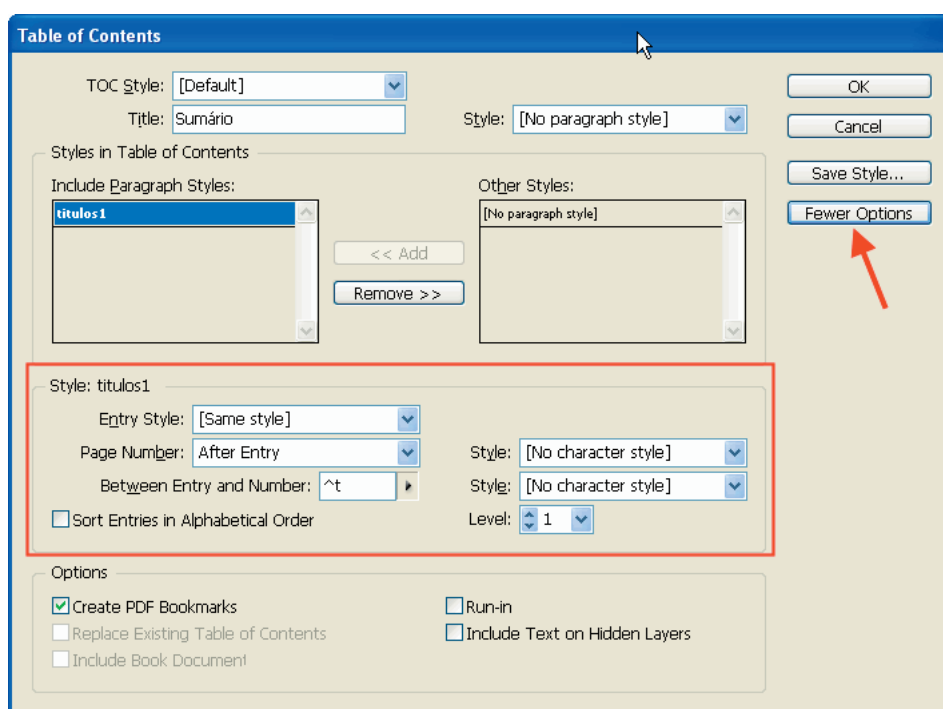 Table of Contents
TOC Style: [Default]
OK
Title: Sumário
Style: [No paragraph style]
Cancel
Styles in Table of Contents
Save Style...
Include Paragraph Styles:
Other Styles:
titulos1
[No paragraph style]
Fewer Options
<< Add
Remove >>
Style: titulos1
Entry Style: [Same style]
Page Number: After Entry
Style: [No character style]
Between Entry and Number: ^t
Style: [No character style]
Sort Entries in Alphabetical Order
Level: 1
Options
Create PDF Bookmarks
Run-in
Replace Existing Table of Contents
Include Text on Hidden Layers
Include Book Document